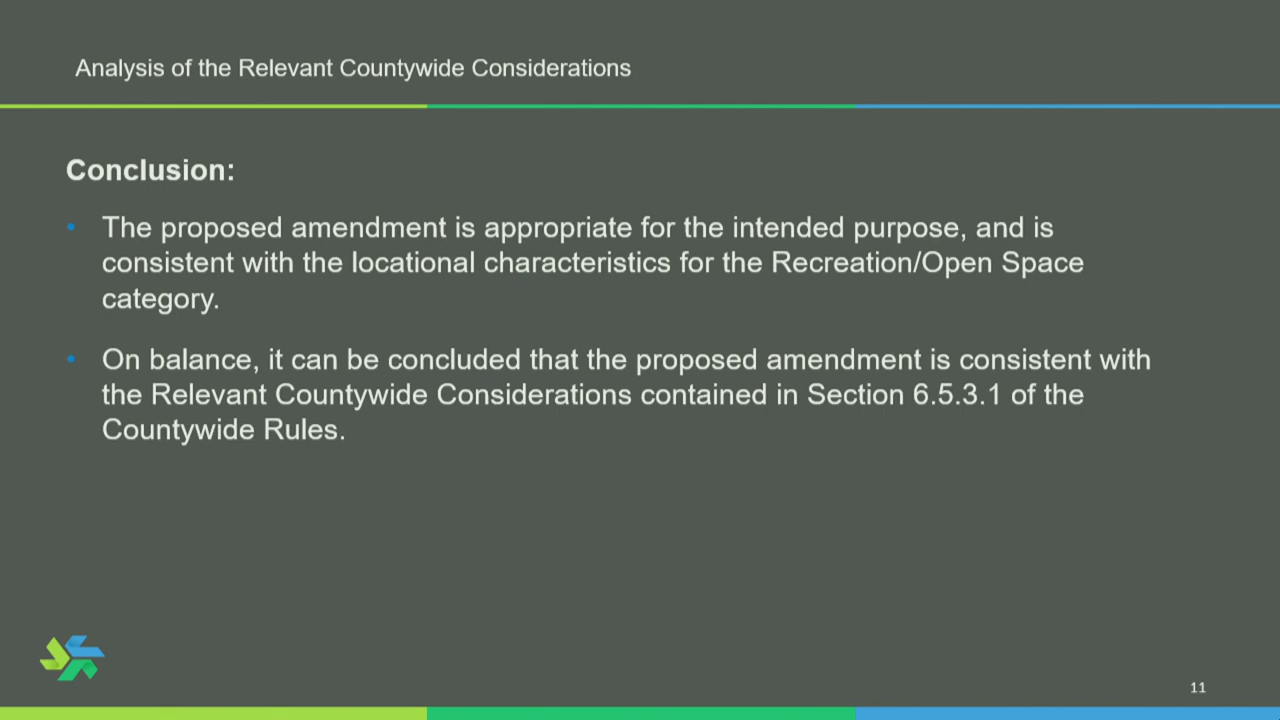 Analysis of the Relevant Countywide Considerations
Conclusion:
• The proposed amendment is appropriate for the intended purpose, and is
consistent with the locational characteristics for the Recreation/Open Space
category.
• On balance, it can be concluded that the proposed amendment is consistent with
the Relevant Countywide Considerations contained in Section 6.5.3.1 of the
Countywide Rules.
11